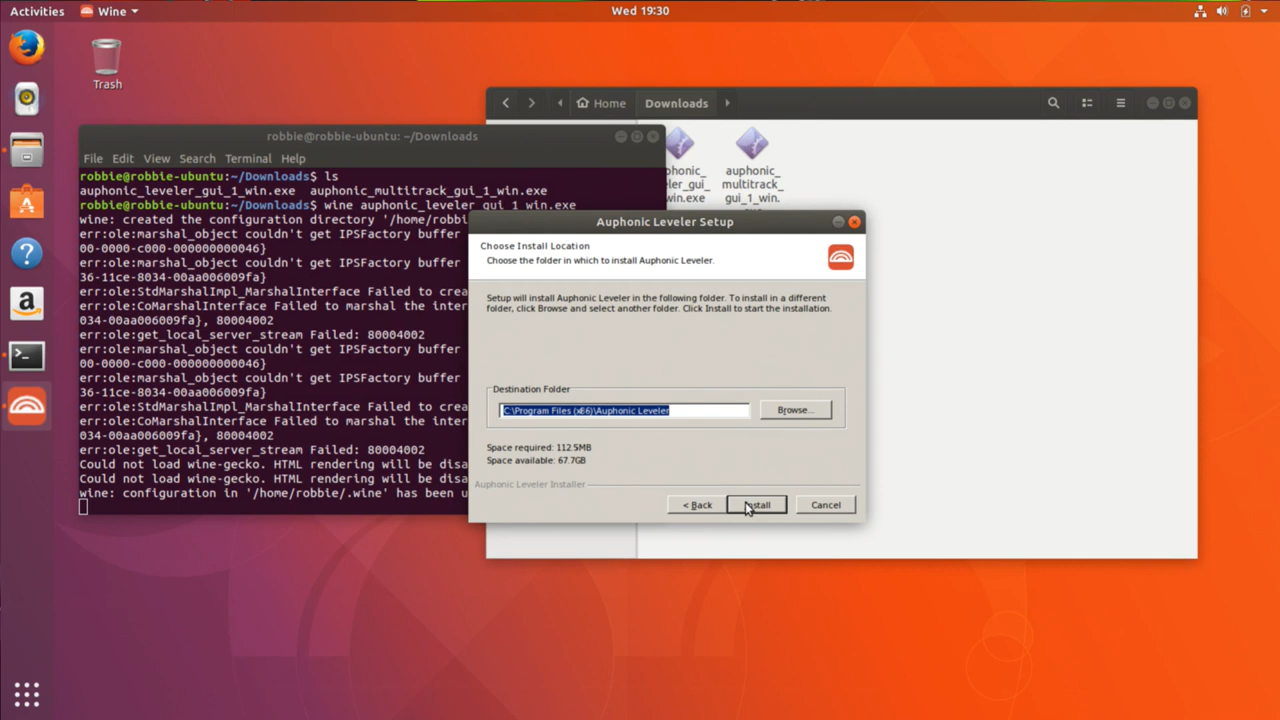 Activities
Wine
Wed 19:30
Trash
Home
Downloads
robbie@robbie-ubuntu: ~/Downloads
File Edit View Search Terminal Help
robbie@robbie-ubuntu:~/Downloads$ ls
auphonic_leveler_gui_1_win.exe auphonic_multitrack_gui_1_win.exe
robbie@robbie-ubuntu:~/Downloads$ wine auphonic_leveler_gui_1_win.exe
wine: created the configuration directory '/home/robbi
err:ole:marshal_object couldn't get IPSFactory buffer
00-0000-c000-000000000046}
err:ole:marshal_object couldn't get IPSFactory buffer
36-11ce-8034-00aa006009fa}
err:ole:StdMarshalImpl_MarshalInterface Failed to crea
err:ole:CoMarshalInterface Failed to marshal the inter
034-00aa006009fa}, 80004002
err:ole:get_local_server_stream Failed: 80004002
err:ole:marshal_object couldn't get IPSFactory buffer
00-0000-c000-000000000046}
err:ole:marshal_object couldn't get IPSFactory buffer
36-11ce-8034-00aa006009fa}
err:ole:StdMarshalImpl_MarshalInterface Failed to crea
err:ole:CoMarshalInterface Failed to marshal the inter
034-00aa006009fa}, 80004002
err:ole:get_local_server_stream Failed: 80004002
Could not load wine-gecko. HTML rendering will be disa
Could not load wine-gecko. HTML rendering will be disa
wine: configuration in '/home/robbie/.wine' has been u
phonic_
ler_gui_
win.exe
auphonic_
multitrack_
gui_1_win.
Auphonic Leveler Setup
Choose Install Location
Choose the folder in which to install Auphonic Leveler.
Setup will install Auphonic Leveler in the following folder. To install in a different
folder, click Browse and select another folder. Click Install to start the installation.
Destination Folder
C:\Program Files (x86)\Auphonic Leveler
Browse...
Space required: 112.5MB
Space available: 67.7GB
Auphonic Leveler Installer
< Back
Install
Cancel